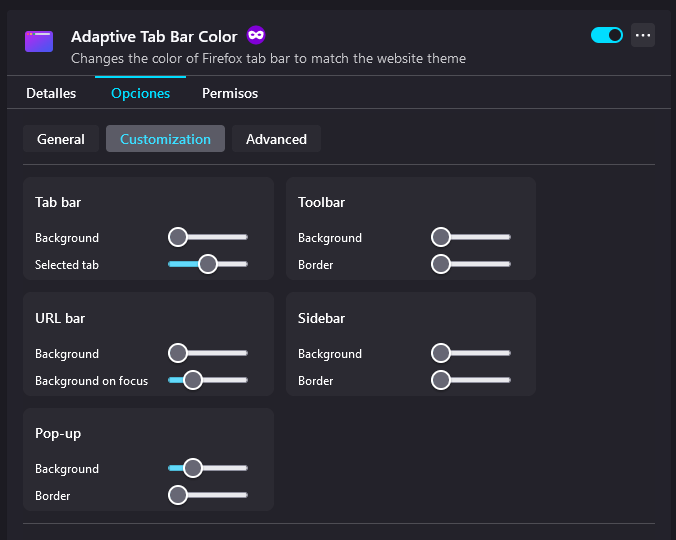 Adaptive Tab Bar Color
Changes the color of Firefox tab bar to match the website theme
Detalles Opciones Permisos
General Customization Advanced
Tab bar
Background
Selected tab
Toolbar
Background
Border
URL bar
Background
Background on focus
Sidebar
Background
Border
Pop-up
Background
Border